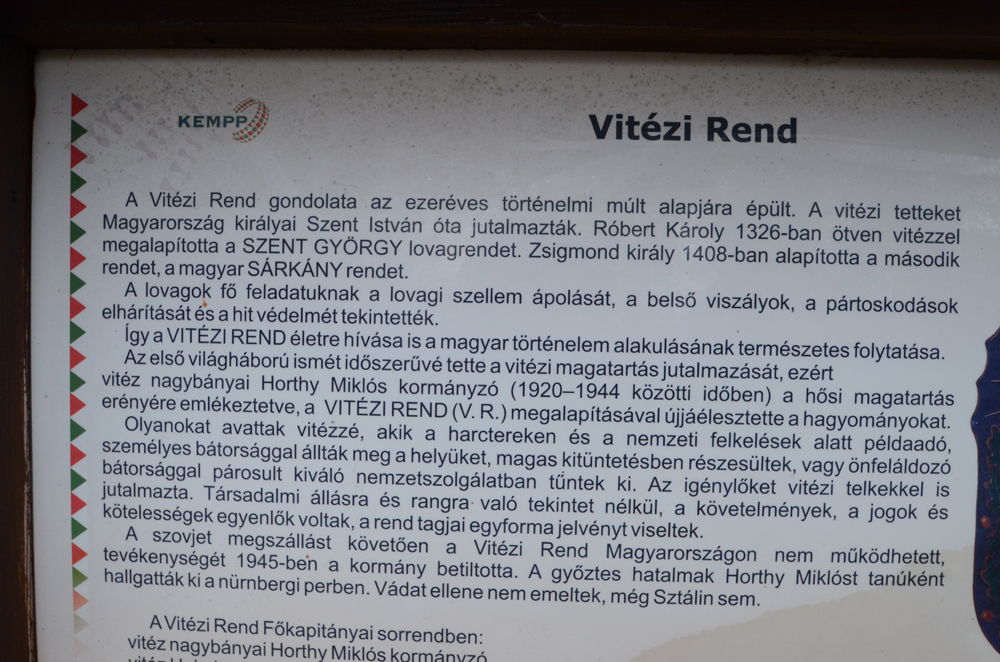 KEMPP
Vitézi Rend
A Vitézi Rend gondolata az ezeréves történelmi múlt alapjára épült. A vitézi tetteket
Magyarország királyai Szent István óta jutalmazták. Róbert Károly 1326-ban ötven vitézzel
megalapította a SZENT GYÖRGY lovagrendet. Zsigmond király 1408-ban alapította a második
rendet, a magyar SÁRKÁNY rendet.
A lovagok fő feladatuknak a lovagi szellem ápolását, a belső viszályok, a pártoskodások
elhárítását és a hit védelmét tekintették.
Így a VITÉZI REND életre hívása is a magyar történelem alakulásának természetes folytatása.
Az első világháború ismét időszerűvé tette a vitézi magatartás jutalmazását, ezért
vitéz nagybányai Horthy Miklós kormányzó (1920–1944 közötti időben) a hősi magatartás
erényére emlékeztetve, a VITÉZI REND (V. R.) megalapításával újjáélesztette a hagyományokat.
Olyanokat avattak vitézzé, akik a harctereken és a nemzeti felkelések alatt példaadó,
személyes bátorsággal állták meg a helyüket, magas kitüntetésben részesültek, vagy önfeláldozó
bátorsággal párosult kiváló nemzetszolgálatban tűntek ki. Az igénylőket vitézi telkekkel is
jutalmazta. Társadalmi állásra és rangra való tekintet nélkül, a követelmények, a jogok és
kötelességek egyenlők voltak, a rend tagjai egyforma jelvényt viseltek.
A szovjet megszállást követően a Vitézi Rend Magyarországon nem működhetett,
tevékenységét 1945-ben a kormány betiltotta. A győztes hatalmak Horthy Miklóst tanúként
hallgatták ki a nürnbergi perben. Vádat ellene nem emeltek, még Sztálin sem.
A Vitézi Rend Főkapitányai sorrendben:
vitéz nagybányai Horthy Miklós kormányzó